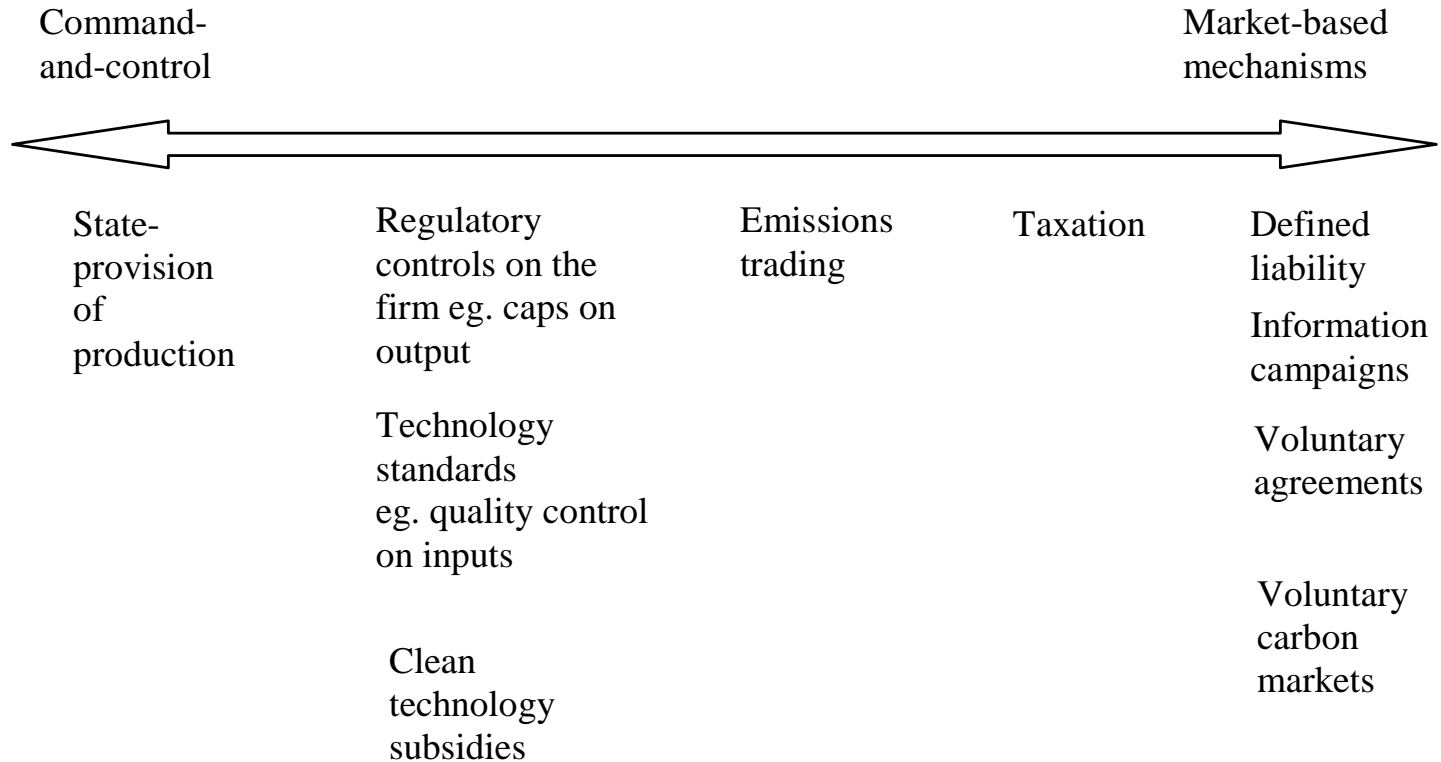 Command-
and-control
Market-based
mechanisms
State-
provision
of
production
Regulatory
controls on the
firm eg. caps on
output
Technology
standards
eg. quality control
on inputs
Clean
technology
subsidies
Emissions
trading
Taxation
Defined
liability
Information
campaigns
Voluntary
agreements
Voluntary
carbon
markets